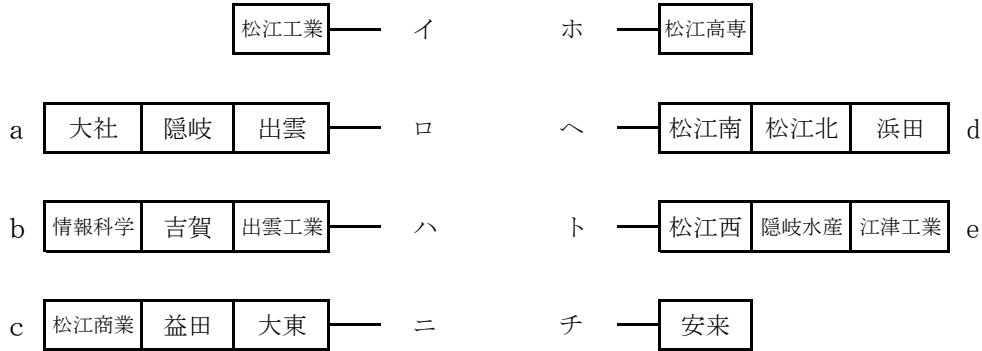 松江工業 イ ホ 松江高専
a 大社 隠岐 出雲 ロ ヘ 松江南 松江北 浜田 d
b 情報科学 吉賀 出雲工業 ハ ト 松江西 隠岐水産 江津工業 e
c 松江商業 益田 大東 ニ チ 安来